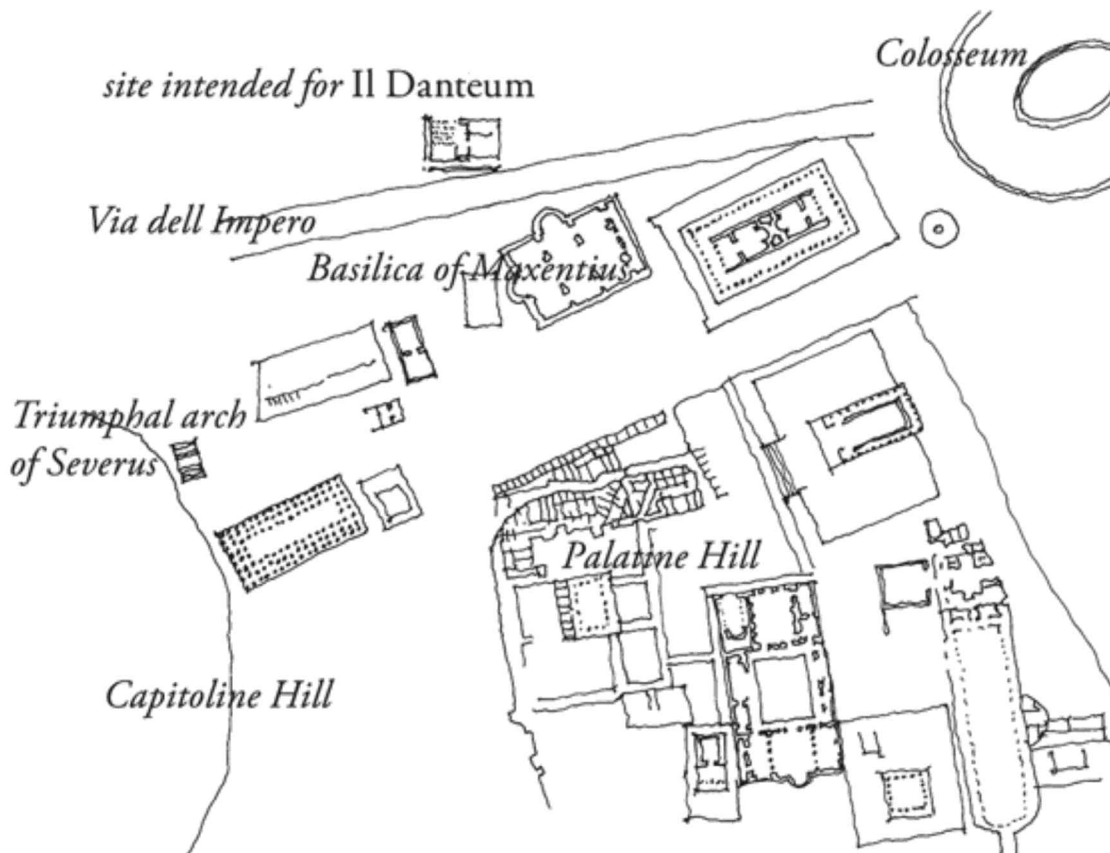 Colosseum
site intended for Il Danteum
Via dell Impero
Basilica of Maxentius
Triumphal arch
of Severus
Palatine Hill
Capitoline Hill